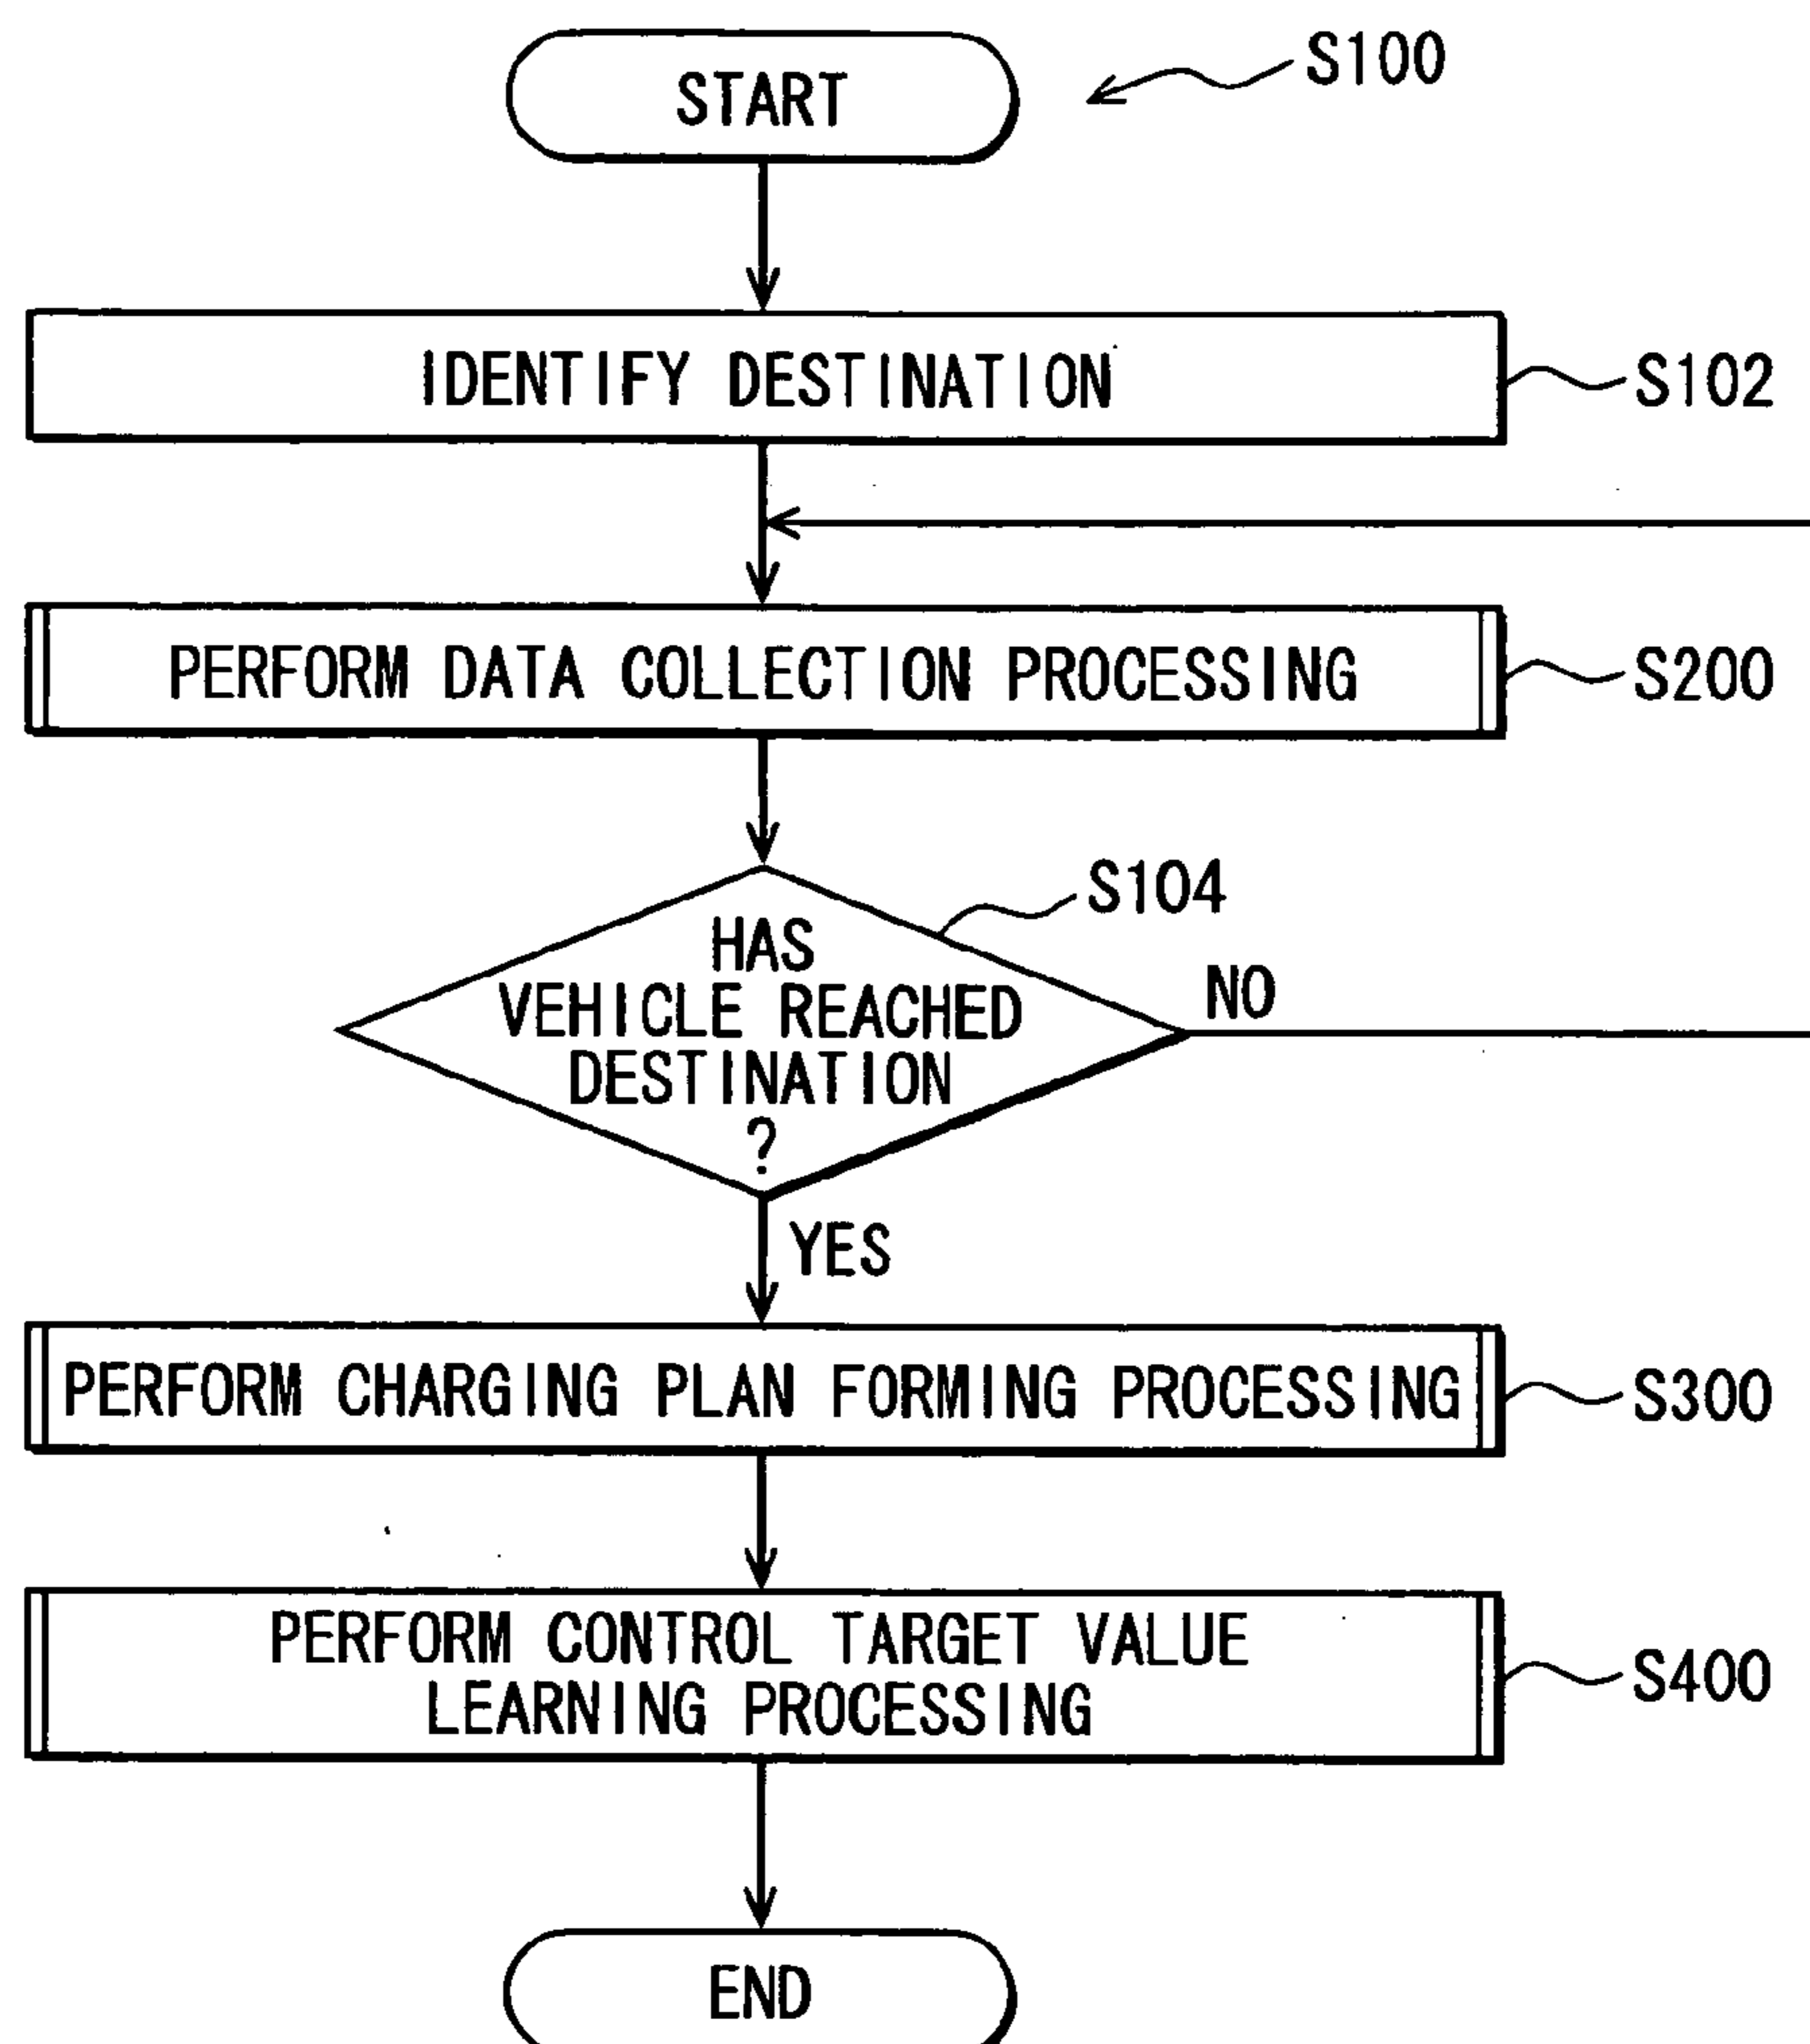 START
S100
IDENTIFY DESTINATION
S102
PERFORM DATA COLLECTION PROCESSING
S200
S104
HAS
VEHICLE REACHED
DESTINATION
?
NO
YES
PERFORM CHARGING PLAN FORMING PROCESSING
S300
PERFORM CONTROL TARGET VALUE
LEARNING PROCESSING
S400
END